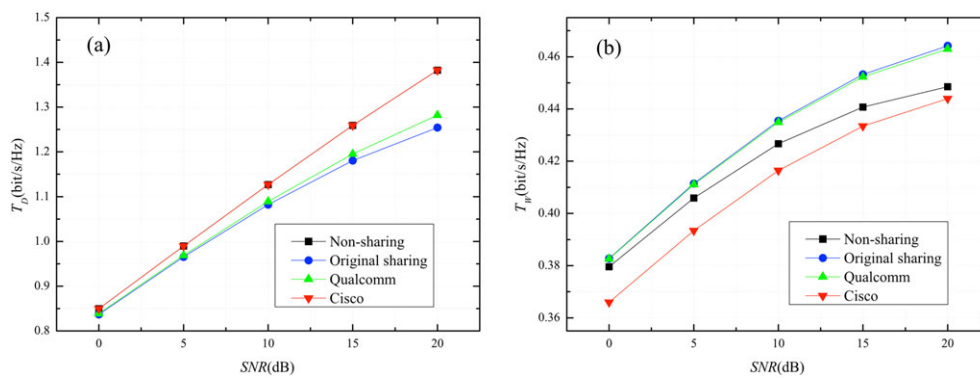 (a)
1.5
1.4
1.3
1.2
1.1
1.0
0.9
0.8
T_D(bit/s/Hz)
Non-sharing
Original sharing
Qualcomm
Cisco
0 5 10 15 20
SNR(dB)
(b)
0.46
0.44
0.42
0.40
0.38
0.36
T_W(bit/s/Hz)
Non-sharing
Original sharing
Qualcomm
Cisco
0 5 10 15 20
SNR(dB)